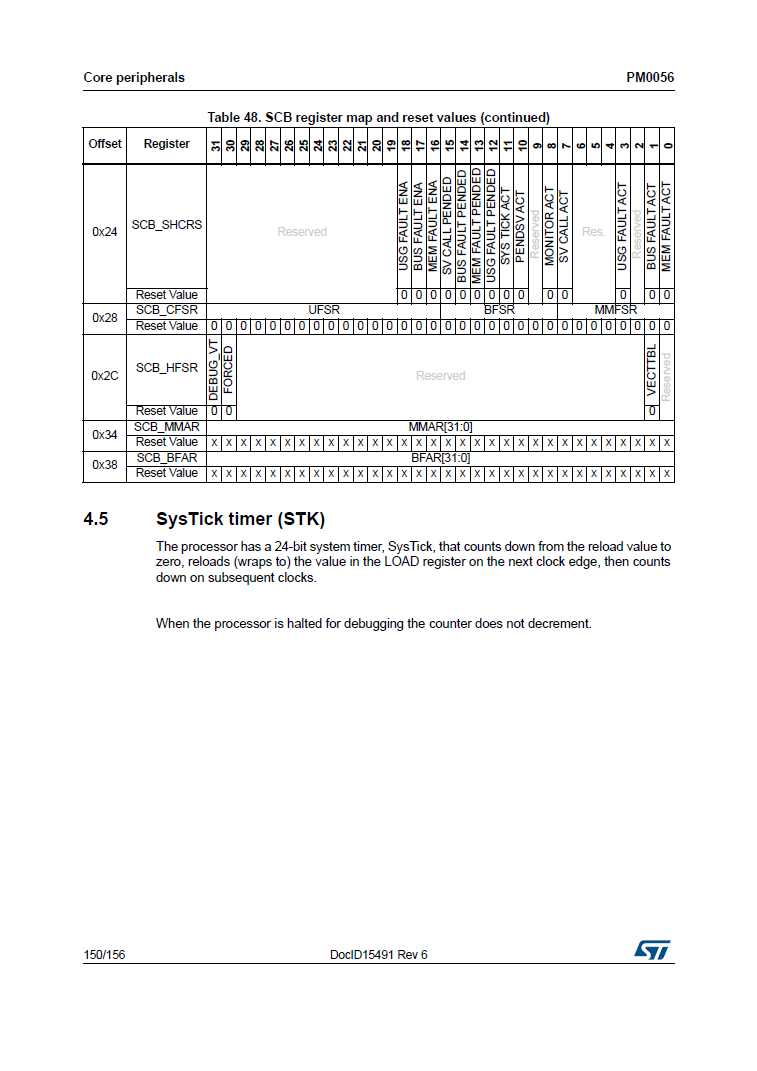 Core peripherals PM0056
Table 48. SCB register map and reset values (continued)
Offset Register 31 30 29 28 27 26 25 24 23 22 21 20 19 18 17 16 15 14 13 12 11 10 9 8 7 6 5 4 3 2 1 0
0x24 SCB_SHCRS Reserved USG FAULT ENA BUS FAULT ENA MEM FAULT ENA SV CALL PENDED BUS FAULT PENDED MEM FAULT PENDED USG FAULT PENDED SYS TICK ACT PENDSV ACT Reserved MONITOR ACT SV CALL ACT Res. USG FAULT ACT Reserved BUS FAULT ACT MEM FAULT ACT
Reset Value 0 0 0 0 0 0 0 0 0 0 0 0 0 0
0x28 SCB_CFSR UFSR BFSR MMFSR
Reset Value 0 0 0 0 0 0 0 0 0 0 0 0 0 0 0 0 0 0 0 0 0 0 0 0 0 0 0 0 0 0 0 0
0x2C SCB_HFSR DEBUG_VT FORCED Reserved VECTTBL Reserved
Reset Value 0 0 0
0x34 SCB_MMAR MMAR[31:0]
Reset Value x x x x x x x x x x x x x x x x x x x x x x x x x x x x x x x x
0x38 SCB_BFAR BFAR[31:0]
Reset Value x x x x x x x x x x x x x x x x x x x x x x x x x x x x x x x x
4.5 SysTick timer (STK)
The processor has a 24-bit system timer, SysTick, that counts down from the reload value to
zero, reloads (wraps to) the value in the LOAD register on the next clock edge, then counts
down on subsequent clocks.
When the processor is halted for debugging the counter does not decrement.
150/156 DocID15491 Rev 6 ST